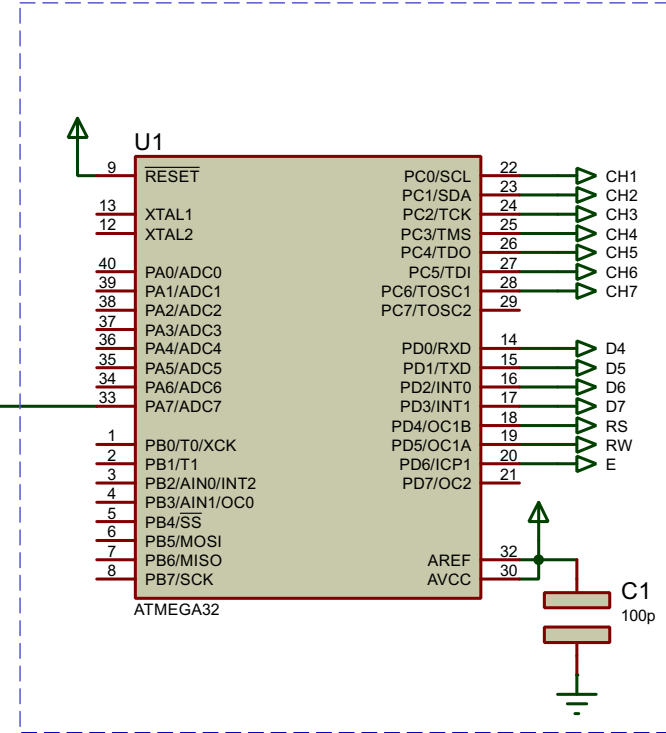 U1
9 RESET
13 XTAL1
12 XTAL2
40 PA0/ADC0
39 PA1/ADC1
38 PA2/ADC2
37 PA3/ADC3
36 PA4/ADC4
35 PA5/ADC5
34 PA6/ADC6
33 PA7/ADC7
1 PB0/T0/XCK
2 PB1/T1
3 PB2/AIN0/INT2
4 PB3/AIN1/OC0
5 PB4/SS
6 PB5/MOSI
7 PB6/MISO
8 PB7/SCK
PC0/SCL 22 CH1
PC1/SDA 23 CH2
PC2/TCK 24 CH3
PC3/TMS 25 CH4
PC4/TDO 26 CH5
PC5/TDI 27 CH6
PC6/TOSC1 28 CH7
PC7/TOSC2 29
PD0/RXD 14 D4
PD1/TXD 15 D5
PD2/INT0 16 D6
PD3/INT1 17 D7
PD4/OC1B 18 RS
PD5/OC1A 19 RW
PD6/ICP1 20 E
PD7/OC2 21
AREF 32
AVCC 30
ATMEGA32
C1
100p